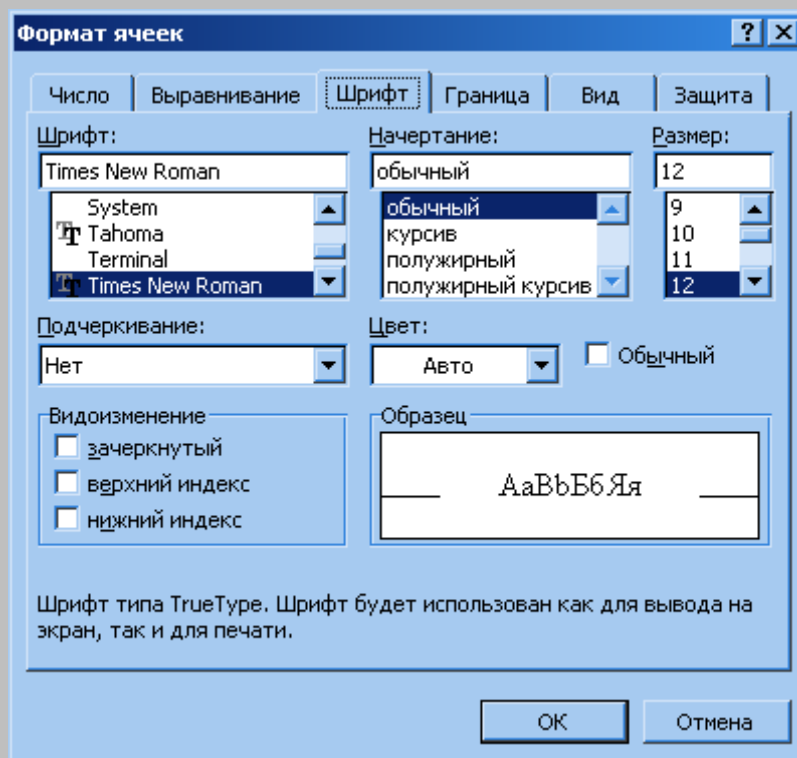 Формат ячеек
Число Выравнивание Шрифт Граница Вид Защита
Шрифт: Начертание: Размер:
Times New Roman обычный 12
System обычный 9
Tahoma курсив 10
Terminal полужирный 11
Times New Roman полужирный курсив 12
Подчеркивание: Цвет:
Нет Авто Обычный
Видоизменение Образец
зачеркнутый
верхний индекс АаВbБбЯя
нижний индекс
Шрифт типа TrueType. Шрифт будет использован как для вывода на
экран, так и для печати.
ОК Отмена